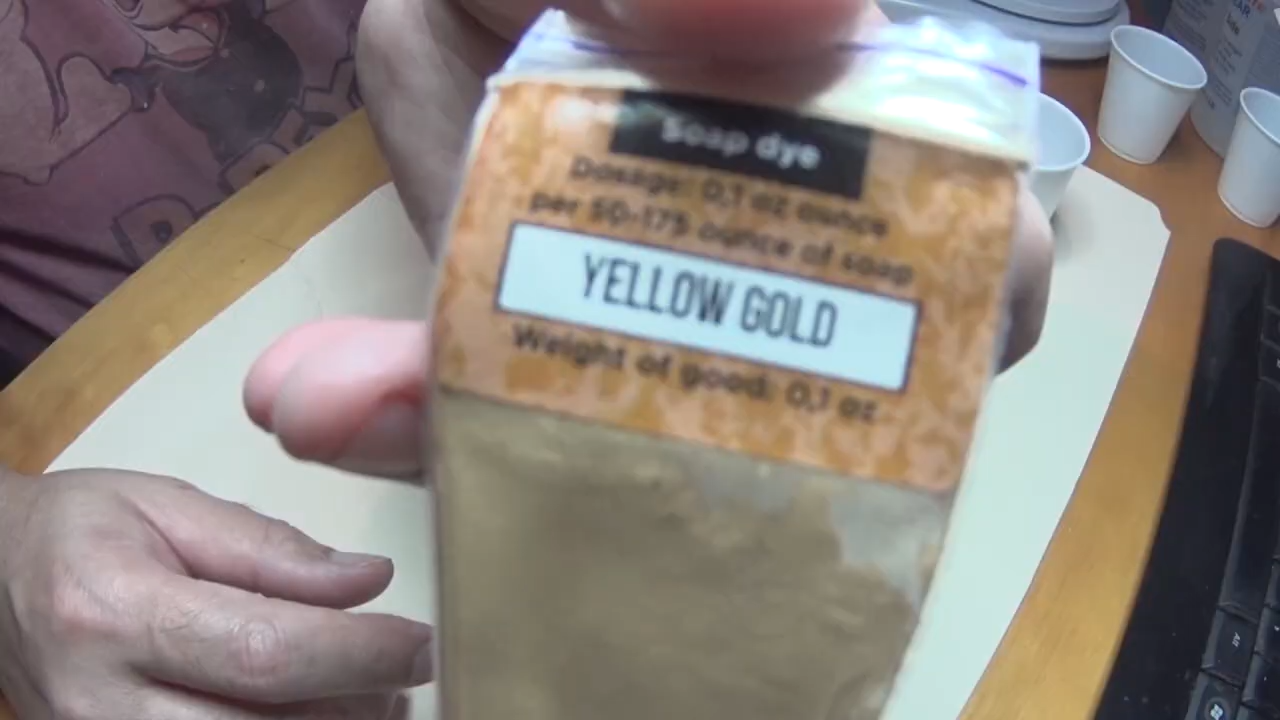 Soap dye
Dosage: 0,1 oz ounce
per 50-175 ounce of soap
YELLOW GOLD
Weight of good: 0,1 oz
Alt